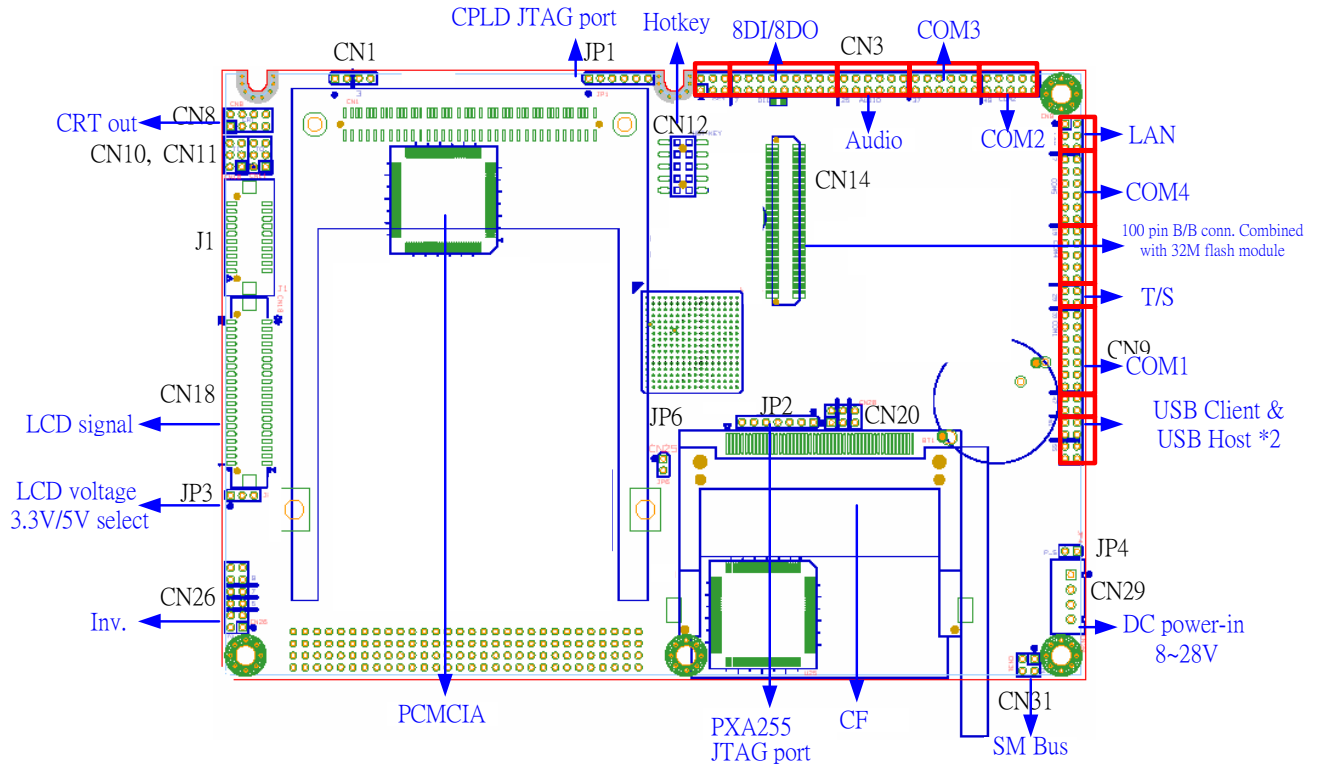 CPLD JTAG port
Hotkey
8DI/8DO
COM3
CN1
JP1
CN3
CN8
CRT out
CN10, CN11
CN12
Audio
COM2
LAN
CN14
COM4
J1
100 pin B/B conn. Combined
with 32M flash module
T/S
CN9
COM1
CN18
LCD signal
JP6
JP2
CN20
USB Client &
USB Host *2
LCD voltage
3.3V/5V select
JP3
JP4
CN26
CN29
Inv.
DC power-in
8~28V
PCMCIA
PXA255
JTAG port
CF
CN31
SM Bus